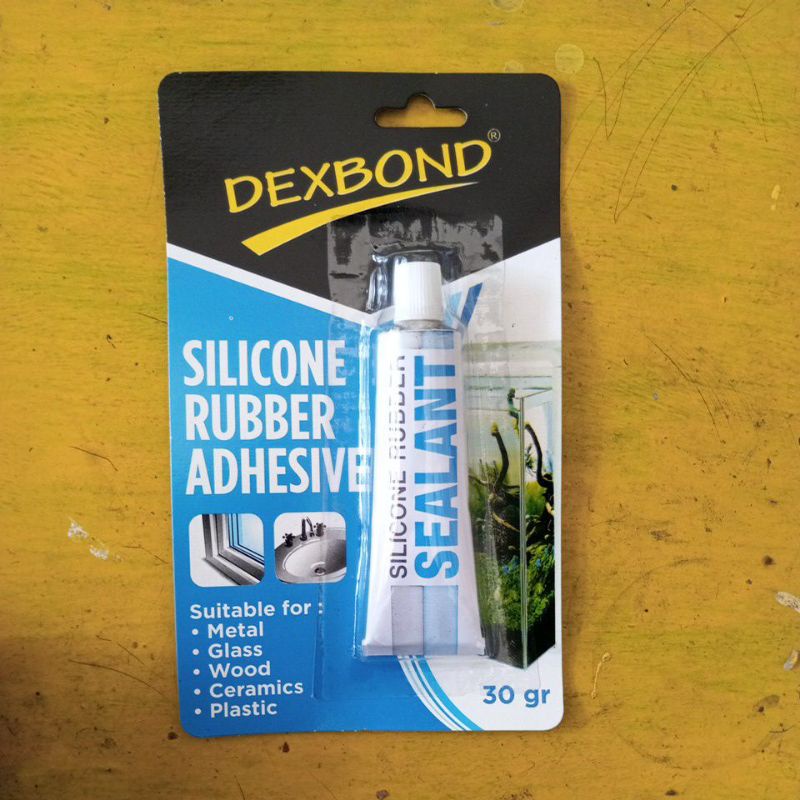 DEXBOND®
SILICONE
RUBBER
ADHESIVE
SILICONE RUBBER
SEALANT
Suitable for :
• Metal
• Glass
• Wood
• Ceramics
• Plastic
30 gr